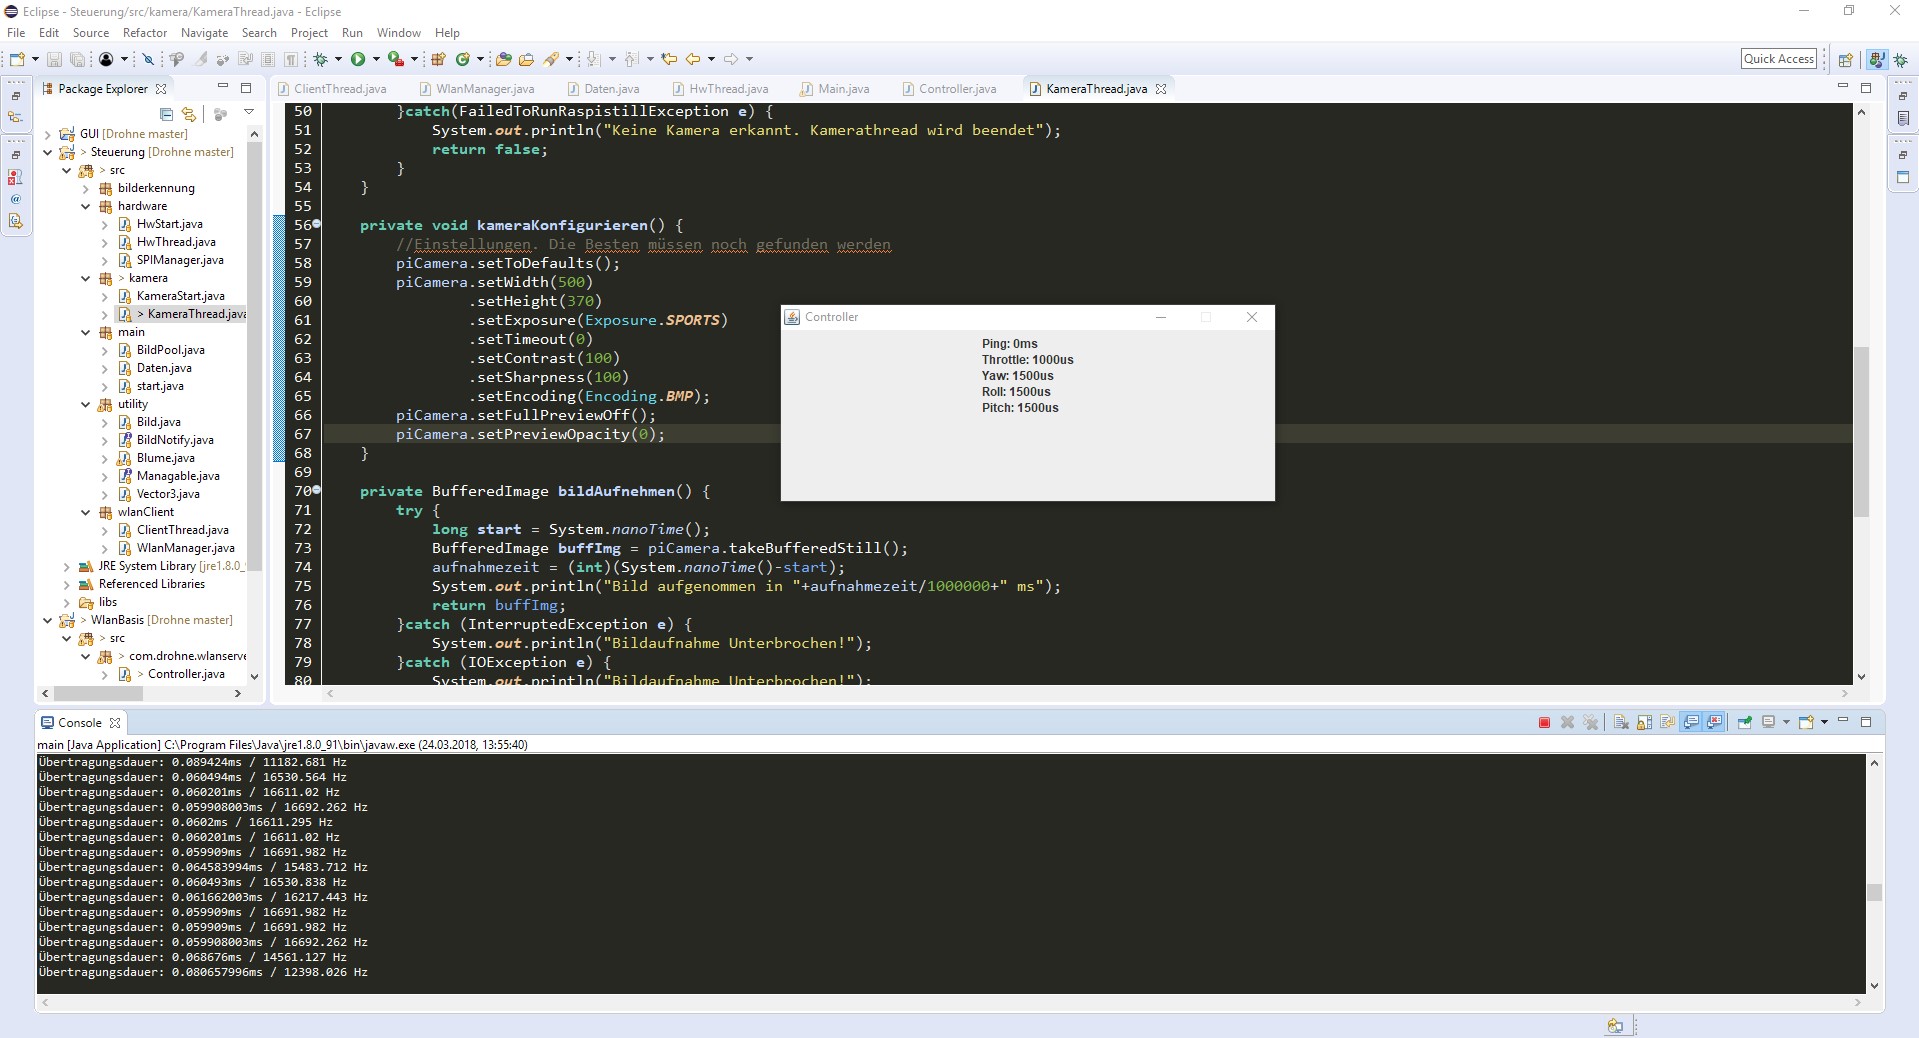 Eclipse - Steuerung/src/kamera/KameraThread.java - Eclipse
File Edit Source Refactor Navigate Search Project Run Window Help
Quick Access
Package Explorer
GUI [Drohne master]
> Steuerung [Drohne master]
> src
bilderkennung
hardware
HwStart.java
HwThread.java
SPIManager.java
> kamera
KameraStart.java
> KameraThread.java
main
BildPool.java
Daten.java
start.java
utility
Bild.java
BildNotify.java
Blume.java
Managable.java
Vector3.java
wlanClient
ClientThread.java
WlanManager.java
JRE System Library [jre1.8.0_
Referenced Libraries
libs
> WlanBasis [Drohne master]
> src
> com.drohne.wlanserve
> Controller.java
ClientThread.java WlanManager.java Daten.java HwThread.java Main.java Controller.java KameraThread.java
50 }catch(FailedToRunRaspistillException e) {
51 System.out.println("Keine Kamera erkannt. Kamerathread wird beendet");
52 return false;
53 }
54 }
55
56 private void kameraKonfigurieren() {
57 //Einstellungen. Die Besten müssen noch gefunden werden
58 piCamera.setToDefaults();
59 piCamera.setWidth(500)
60 .setHeight(370)
61 .setExposure(Exposure.SPORTS)
62 .setTimeout(0)
63 .setContrast(100)
64 .setSharpness(100)
65 .setEncoding(Encoding.BMP);
66 piCamera.setFullPreviewOff();
67 piCamera.setPreviewOpacity(0);
68 }
69
70 private BufferedImage bildAufnehmen() {
71 try {
72 long start = System.nanoTime();
73 BufferedImage buffImg = piCamera.takeBufferedStill();
74 aufnahmezeit = (int)(System.nanoTime()-start);
75 System.out.println("Bild aufgenommen in "+aufnahmezeit/1000000+" ms");
76 return buffImg;
77 }catch (InterruptedException e) {
78 System.out.println("Bildaufnahme Unterbrochen!");
79 }catch (IOException e) {
80 System.out.println("Bildaufnahme Unterbrochen!");
Controller
Ping: 0ms
Throttle: 1000us
Yaw: 1500us
Roll: 1500us
Pitch: 1500us
Console
main [Java Application] C:\Program Files\Java\jre1.8.0_91\bin\javaw.exe (24.03.2018, 13:55:40)
Übertragungsdauer: 0.089424ms / 11182.681 Hz
Übertragungsdauer: 0.060494ms / 16530.564 Hz
Übertragungsdauer: 0.060201ms / 16611.02 Hz
Übertragungsdauer: 0.059908003ms / 16692.262 Hz
Übertragungsdauer: 0.0602ms / 16611.295 Hz
Übertragungsdauer: 0.060201ms / 16611.02 Hz
Übertragungsdauer: 0.059909ms / 16691.982 Hz
Übertragungsdauer: 0.064583994ms / 15483.712 Hz
Übertragungsdauer: 0.060493ms / 16530.838 Hz
Übertragungsdauer: 0.061662003ms / 16217.443 Hz
Übertragungsdauer: 0.059909ms / 16691.982 Hz
Übertragungsdauer: 0.059909ms / 16691.982 Hz
Übertragungsdauer: 0.059908003ms / 16692.262 Hz
Übertragungsdauer: 0.068676ms / 14561.127 Hz
Übertragungsdauer: 0.080657996ms / 12398.026 Hz